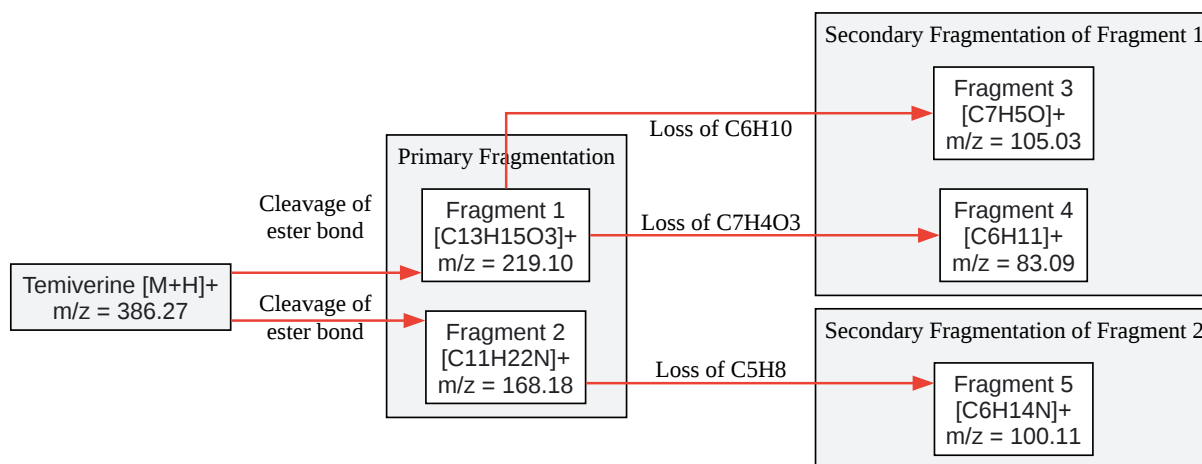 Secondary Fragmentation of Fragment 1
Fragment 3
[C7H5O]+
m/z = 105.03
Loss of C6H10
Primary Fragmentation
Cleavage of
ester bond
Fragment 1
[C13H15O3]+
m/z = 219.10
Loss of C7H4O3
Fragment 4
[C6H11]+
m/z = 83.09
Temiverine [M+H]+
m/z = 386.27
Cleavage of
ester bond
Fragment 2
[C11H22N]+
m/z = 168.18
Loss of C5H8
Secondary Fragmentation of Fragment 2
Fragment 5
[C6H14N]+
m/z = 100.11